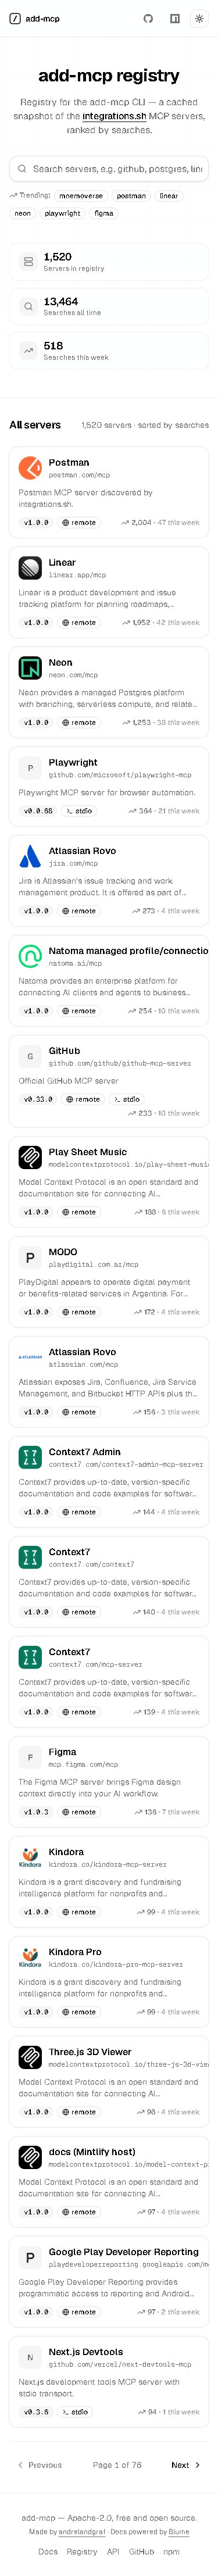 add-mcp
add-mcp registry
Registry for the add-mcp CLI — a cached
snapshot of the integrations.sh MCP servers,
ranked by searches.
Search servers, e.g. github, postgres, lin
Trending: mnemoverse postman linear
neon playwright figma
1,520
Servers in registry
13,464
Searches all time
518
Searches this week
All servers 1,520 servers · sorted by searches
Postman
postman.com/mcp
Postman MCP server discovered by
integrations.sh.
v1.0.0 remote 2,004 · 47 this week
Linear
linear.app/mcp
Linear is a product development and issue
tracking platform for planning roadmaps,...
v1.0.0 remote 1,952 · 42 this week
Neon
neon.com/mcp
Neon provides a managed Postgres platform
with branching, serverless compute, and relate...
v1.0.0 remote 1,253 · 38 this week
P Playwright
github.com/microsoft/playwright-mcp
Playwright MCP server for browser automation.
v0.0.68 stdio 364 · 21 this week
Atlassian Rovo
jira.com/mcp
Jira is Atlassian's issue tracking and work
management product. It is offered as part of...
v1.0.0 remote 273 · 4 this week
Natoma managed profile/connectio
natoma.ai/mcp
Natoma provides an enterprise platform for
connecting AI clients and agents to business...
v1.0.0 remote 254 · 10 this week
G GitHub
github.com/github/github-mcp-server
Official GitHub MCP server
v0.33.0 remote stdio
233 · 10 this week
Play Sheet Music
modelcontextprotocol.io/play-sheet-music
Model Context Protocol is an open standard and
documentation site for connecting AI...
v1.0.0 remote 188 · 6 this week
P MODO
playdigital.com.ar/mcp
PlayDigital appears to operate digital payment
or benefits-related services in Argentina. For...
v1.0.0 remote 172 · 4 this week
ATLASSIAN Atlassian Rovo
atlassian.com/mcp
Atlassian exposes Jira, Confluence, Jira Service
Management, and Bitbucket HTTP APIs plus th...
v1.0.0 remote 156 · 3 this week
Context7 Admin
context7.com/context7-admin-mcp-server
Context7 provides up-to-date, version-specific
documentation and code examples for softwar...
v1.0.0 remote 144 · 4 this week
Context7
context7.com/context7
Context7 provides up-to-date, version-specific
documentation and code examples for softwar...
v1.0.0 remote 140 · 4 this week
Context7
context7.com/mcp-server
Context7 provides up-to-date, version-specific
documentation and code examples for softwar...
v1.0.0 remote 139 · 4 this week
F Figma
mcp.figma.com/mcp
The Figma MCP server brings Figma design
context directly into your AI workflow.
v1.0.3 remote 136 · 7 this week
Kindora
kindora.co/kindora-mcp-server
Kindora is a grant discovery and fundraising
intelligence platform for nonprofits and...
v1.0.0 remote 99 · 4 this week
Kindora Pro
kindora.co/kindora-pro-mcp-server
Kindora is a grant discovery and fundraising
intelligence platform for nonprofits and...
v1.0.0 remote 99 · 4 this week
Three.js 3D Viewer
modelcontextprotocol.io/three-js-3d-view
Model Context Protocol is an open standard and
documentation site for connecting AI...
v1.0.0 remote 98 · 4 this week
docs (Mintlify host)
modelcontextprotocol.io/model-context-p
Model Context Protocol is an open standard and
documentation site for connecting AI...
v1.0.0 remote 97 · 4 this week
P Google Play Developer Reporting
playdeveloperreporting.googleapis.com/m
Google Play Developer Reporting provides
programmatic access to reporting and Android...
v1.0.0 remote 97 · 2 this week
N Next.js Devtools
github.com/vercel/next-devtools-mcp
Next.js development tools MCP server with
stdio transport.
v0.3.6 stdio 94 · 1 this week
Previous Page 1 of 76 Next
add-mcp — Apache-2.0, free and open source.
Made by andrelandgraf · Docs powered by Blume
Docs Registry API GitHub npm